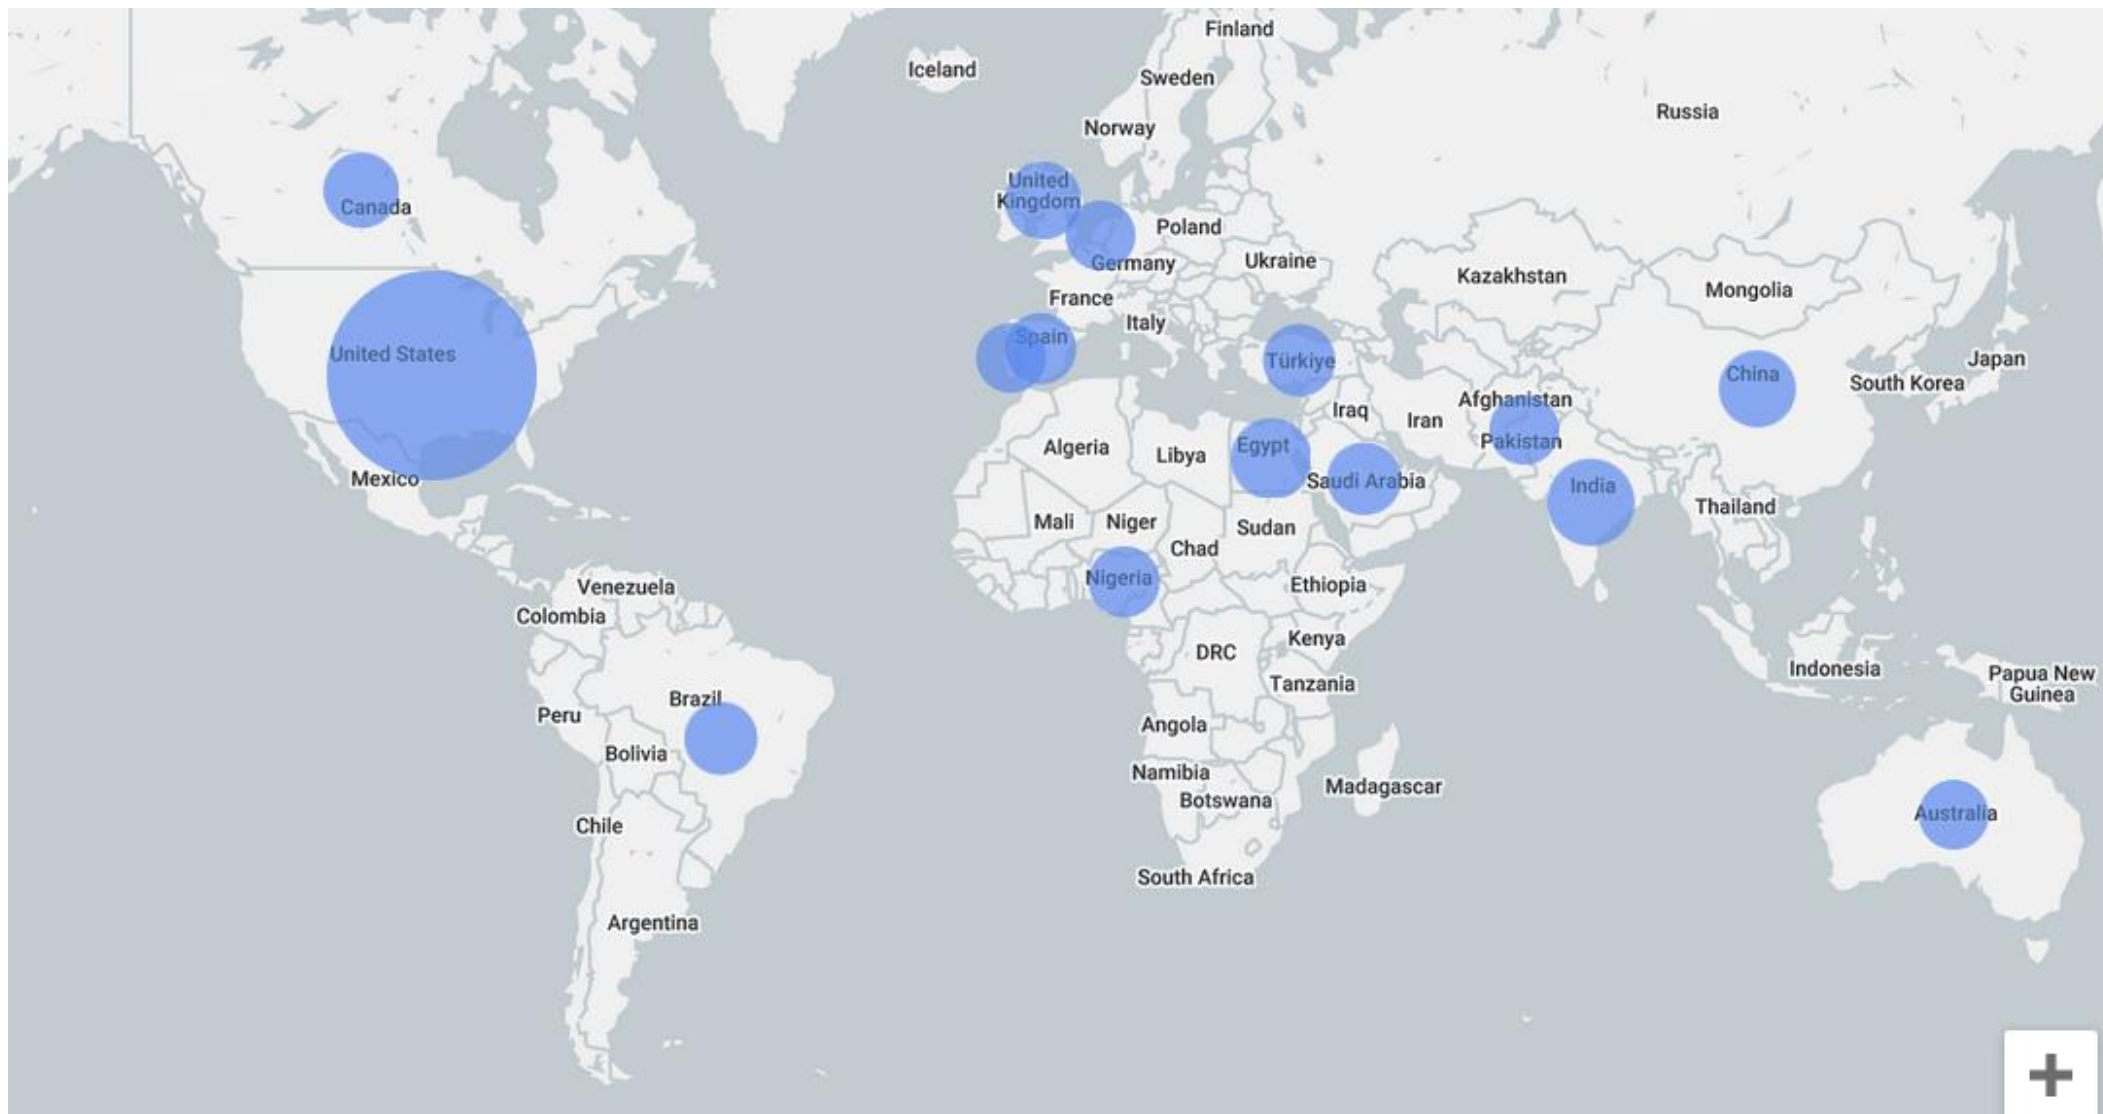 Finland
Iceland
Sweden
Russia
Norway
United
Kingdom
Canada
Poland
Germany
Ukraine
Kazakhstan
Mongolia
France
Italy
Spain
United States
Türkiye
China
Japan
South Korea
Afghanistan
Iraq
Iran
Pakistan
Algeria
Libya
Egypt
Saudi Arabia
India
Mexico
Thailand
Mali
Niger
Sudan
Chad
Nigeria
Ethiopia
Venezuela
Colombia
Kenya
DRC
Indonesia
Papua New
Guinea
Tanzania
Brazil
Peru
Angola
Bolivia
Namibia
Madagascar
Botswana
Australia
Chile
South Africa
Argentina